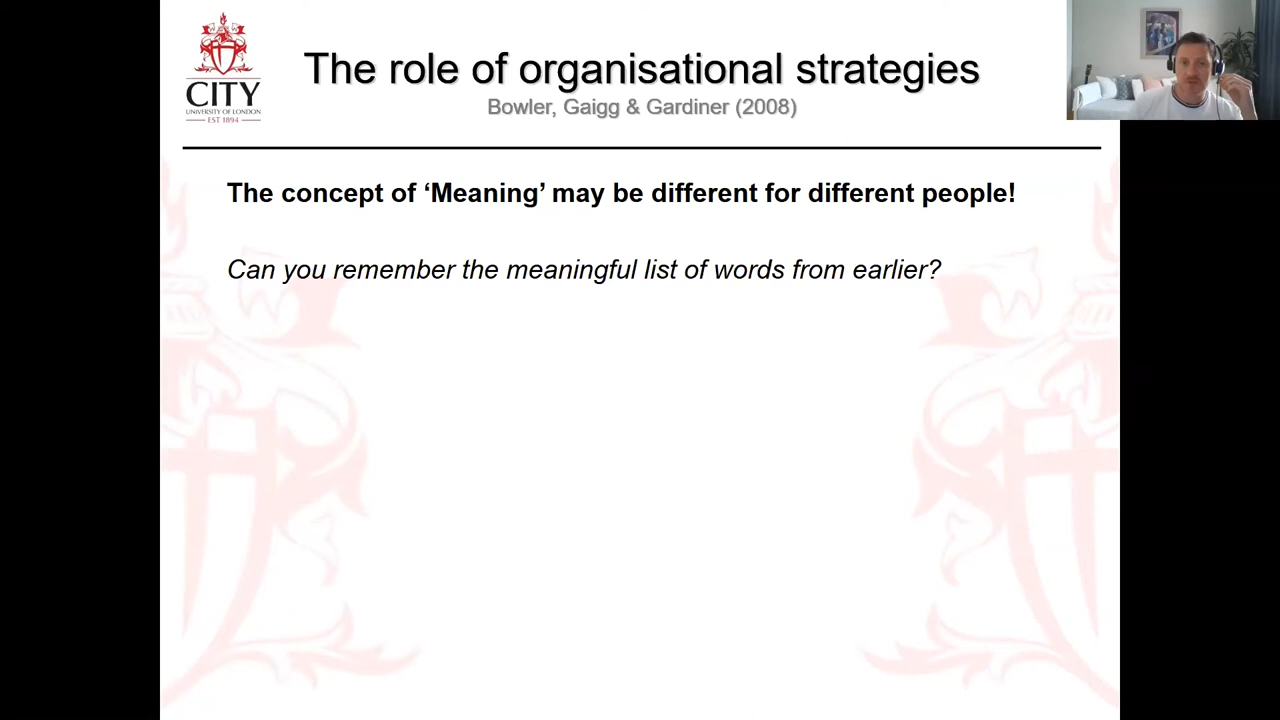 CITY
UNIVERSITY OF LONDON
EST 1894
The role of organisational strategies
Bowler, Gaigg & Gardiner (2008)
The concept of ‘Meaning’ may be different for different people!
Can you remember the meaningful list of words from earlier?